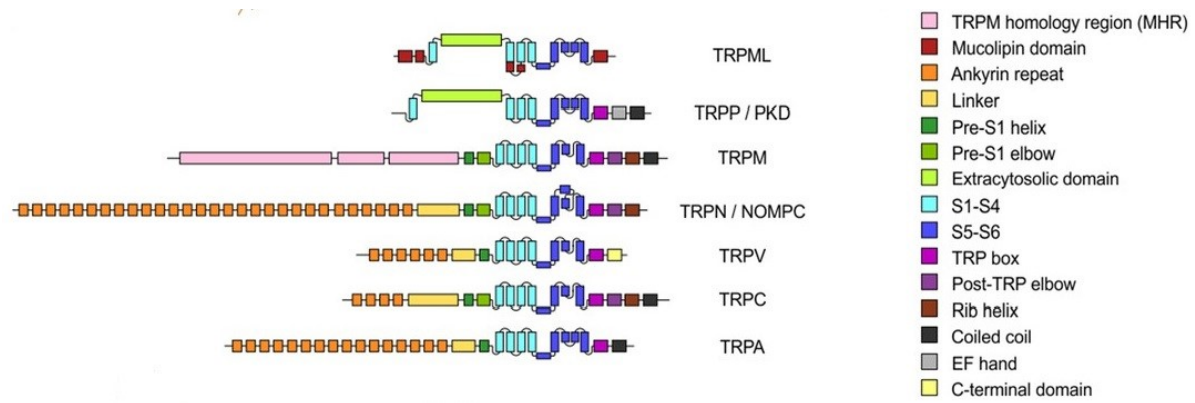 TRPML
TRPP / PKD
TRPM
TRPN / NOMPC
TRPV
TRPC
TRPA
TRPM homology region (MHR)
Mucolipin domain
Ankyrin repeat
Linker
Pre-S1 helix
Pre-S1 elbow
Extracytosolic domain
S1-S4
S5-S6
TRP box
Post-TRP elbow
Rib helix
Coiled coil
EF hand
C-terminal domain